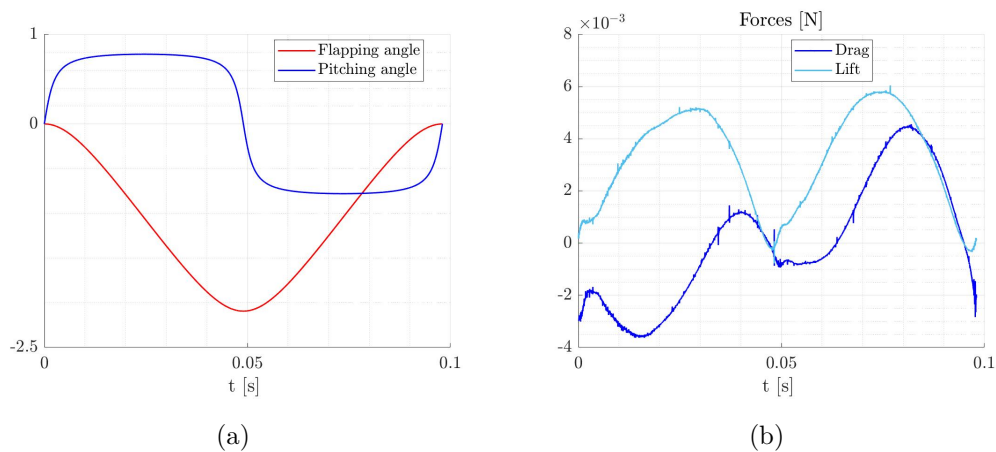 1
Flapping angle
Pitching angle
0
-2.5
0
0.05
0.1
t [s]
(a)
×10⁻³
Forces [N]
8
Drag
Lift
6
4
2
0
-2
-4
0
0.05
0.1
t [s]
(b)